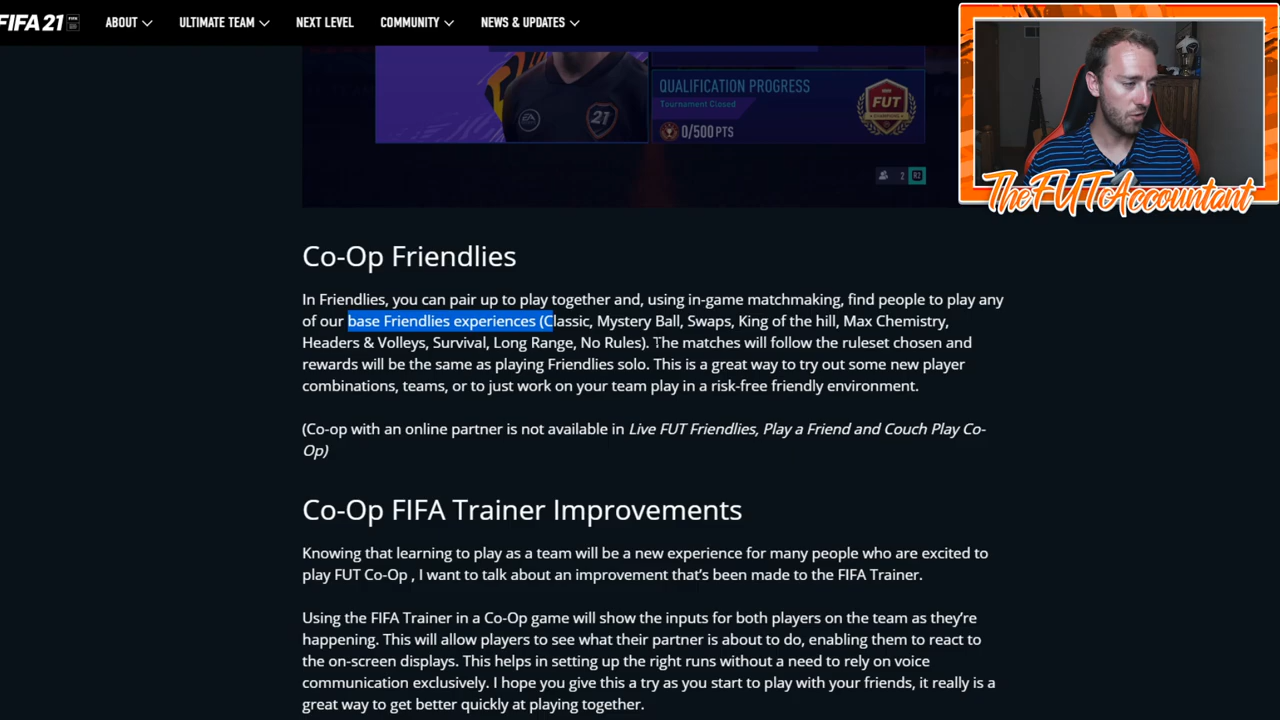 FIFA 21 ABOUT ULTIMATE TEAM NEXT LEVEL COMMUNITY NEWS & UPDATES
QUALIFICATION PROGRESS
Tournament Closed
0/500 PTS
FUT
EA
21
2 R2
TheFUTAccountant
Co-Op Friendlies
In Friendlies, you can pair up to play together and, using in-game matchmaking, find people to play any
of our base Friendlies experiences (Classic, Mystery Ball, Swaps, King of the hill, Max Chemistry,
Headers & Volleys, Survival, Long Range, No Rules). The matches will follow the ruleset chosen and
rewards will be the same as playing Friendlies solo. This is a great way to try out some new player
combinations, teams, or to just work on your team play in a risk-free friendly environment.
(Co-op with an online partner is not available in Live FUT Friendlies, Play a Friend and Couch Play Co-
Op)
Co-Op FIFA Trainer Improvements
Knowing that learning to play as a team will be a new experience for many people who are excited to
play FUT Co-Op , I want to talk about an improvement that's been made to the FIFA Trainer.
Using the FIFA Trainer in a Co-Op game will show the inputs for both players on the team as they're
happening. This will allow players to see what their partner is about to do, enabling them to react to
the on-screen displays. This helps in setting up the right runs without a need to rely on voice
communication exclusively. I hope you give this a try as you start to play with your friends, it really is a
great way to get better quickly at playing together.